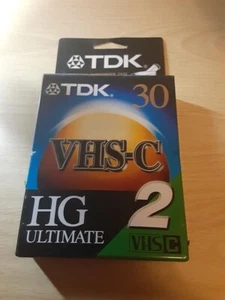 TDK
TDK 30
VHS-C
HG 2
ULTIMATE
VHS C